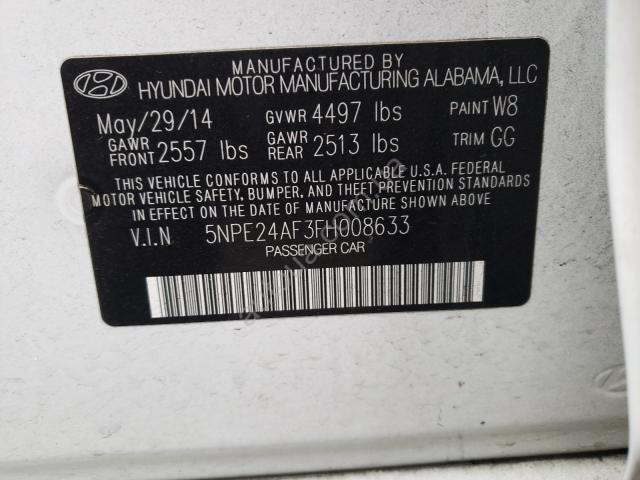 MANUFACTURED BY
HYUNDAI MOTOR MANUFACTURING ALABAMA, LLC
May/29/14 GVWR 4497 lbs PAINT W8
GAWR FRONT 2557 lbs GAWR REAR 2513 lbs TRIM GG
THIS VEHICLE CONFORMS TO ALL APPLICABLE U.S.A. FEDERAL
MOTOR VEHICLE SAFETY, BUMPER, AND THEFT PREVENTION STANDARDS
IN EFFECT ON THE DATE OF MANUFACTURE SHOWN ABOVE
V.I.N 5NPE24AF3FH008633
PASSENGER CAR